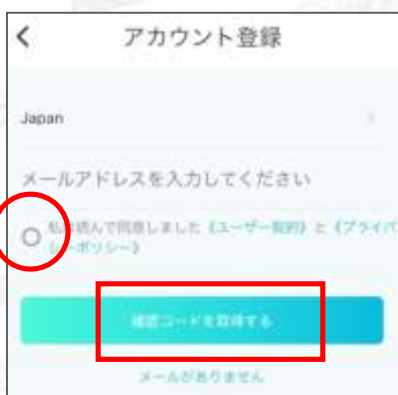 アカウント登録
Japan
メールアドレスを入力してください
私は読んで同意しました《ユーザー契約》と《プライバ
シーポリシー》
確認コードを取得する
メールがありません